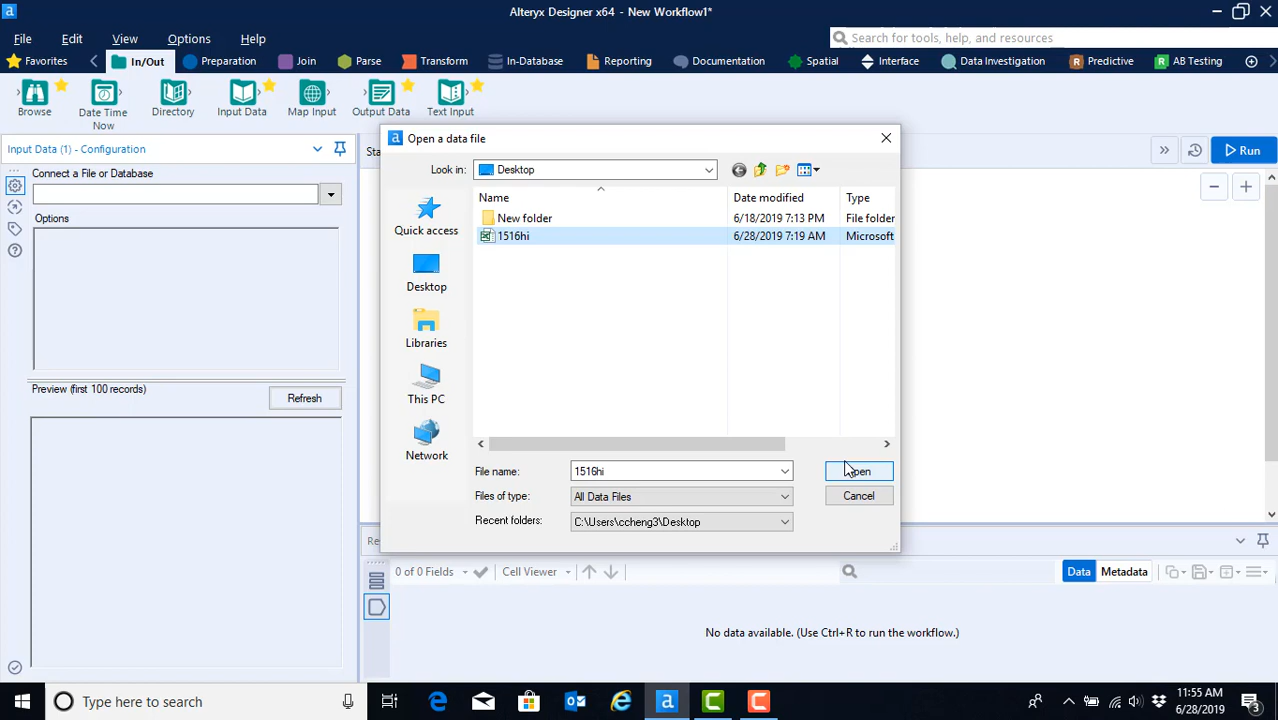 Alteryx Designer x64 - New Workflow1*
File Edit View Options Help
Search for tools, help, and resources
Favorites In/Out Preparation Join Parse Transform In-Database Reporting Documentation Spatial Interface Data Investigation Predictive AB Testing
Browse Date Time Now Directory Input Data Map Input Output Data Text Input
Input Data (1) - Configuration
Run
Connect a File or Database
Options
Preview (first 100 records)
Refresh
Open a data file
Look in: Desktop
Name Date modified Type
New folder 6/18/2019 7:13 PM File folder
1516hi 6/28/2019 7:19 AM Microsoft
Quick access
Desktop
Libraries
This PC
Network
File name: 1516hi
Files of type: All Data Files Cancel
Recent folders: C:\Users\ccheng3\Desktop
0 of 0 Fields Cell Viewer Data Metadata
No data available. (Use Ctrl+R to run the workflow.)
Type here to search
11:55 AM
6/28/2019
3